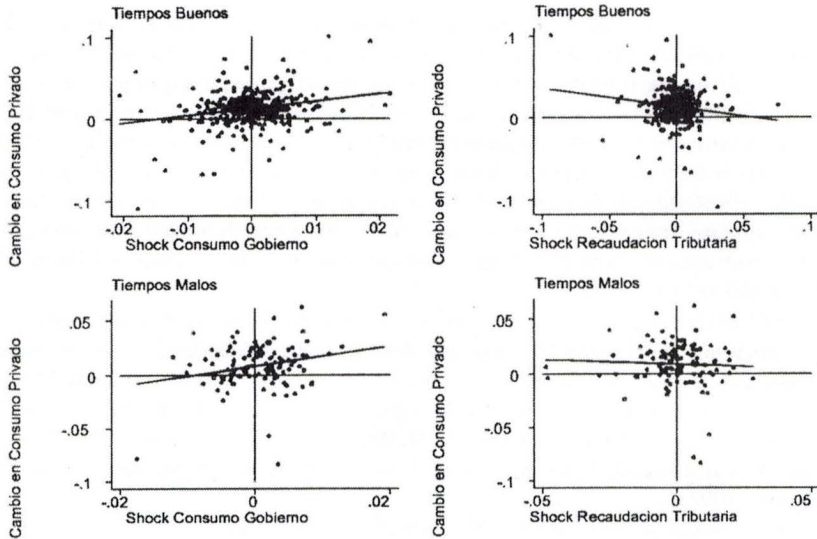 Tiempos Buenos
Cambio en Consumo Privado
.1
0
-.1
-.02
-.01
0
.01
.02
Shock Consumo Gobierno
Tiempos Buenos
Cambio en Consumo Privado
.1
0
-.1
-.1
-.05
0
.05
.1
Shock Recaudacion Tributaria
Tiempos Malos
Cambio en Consumo Privado
.05
0
-.05
-.1
-.02
0
.02
Shock Consumo Gobierno
Tiempos Malos
Cambio en Consumo Privado
.05
0
-.05
-.1
-.05
0
.05
Shock Recaudacion Tributaria